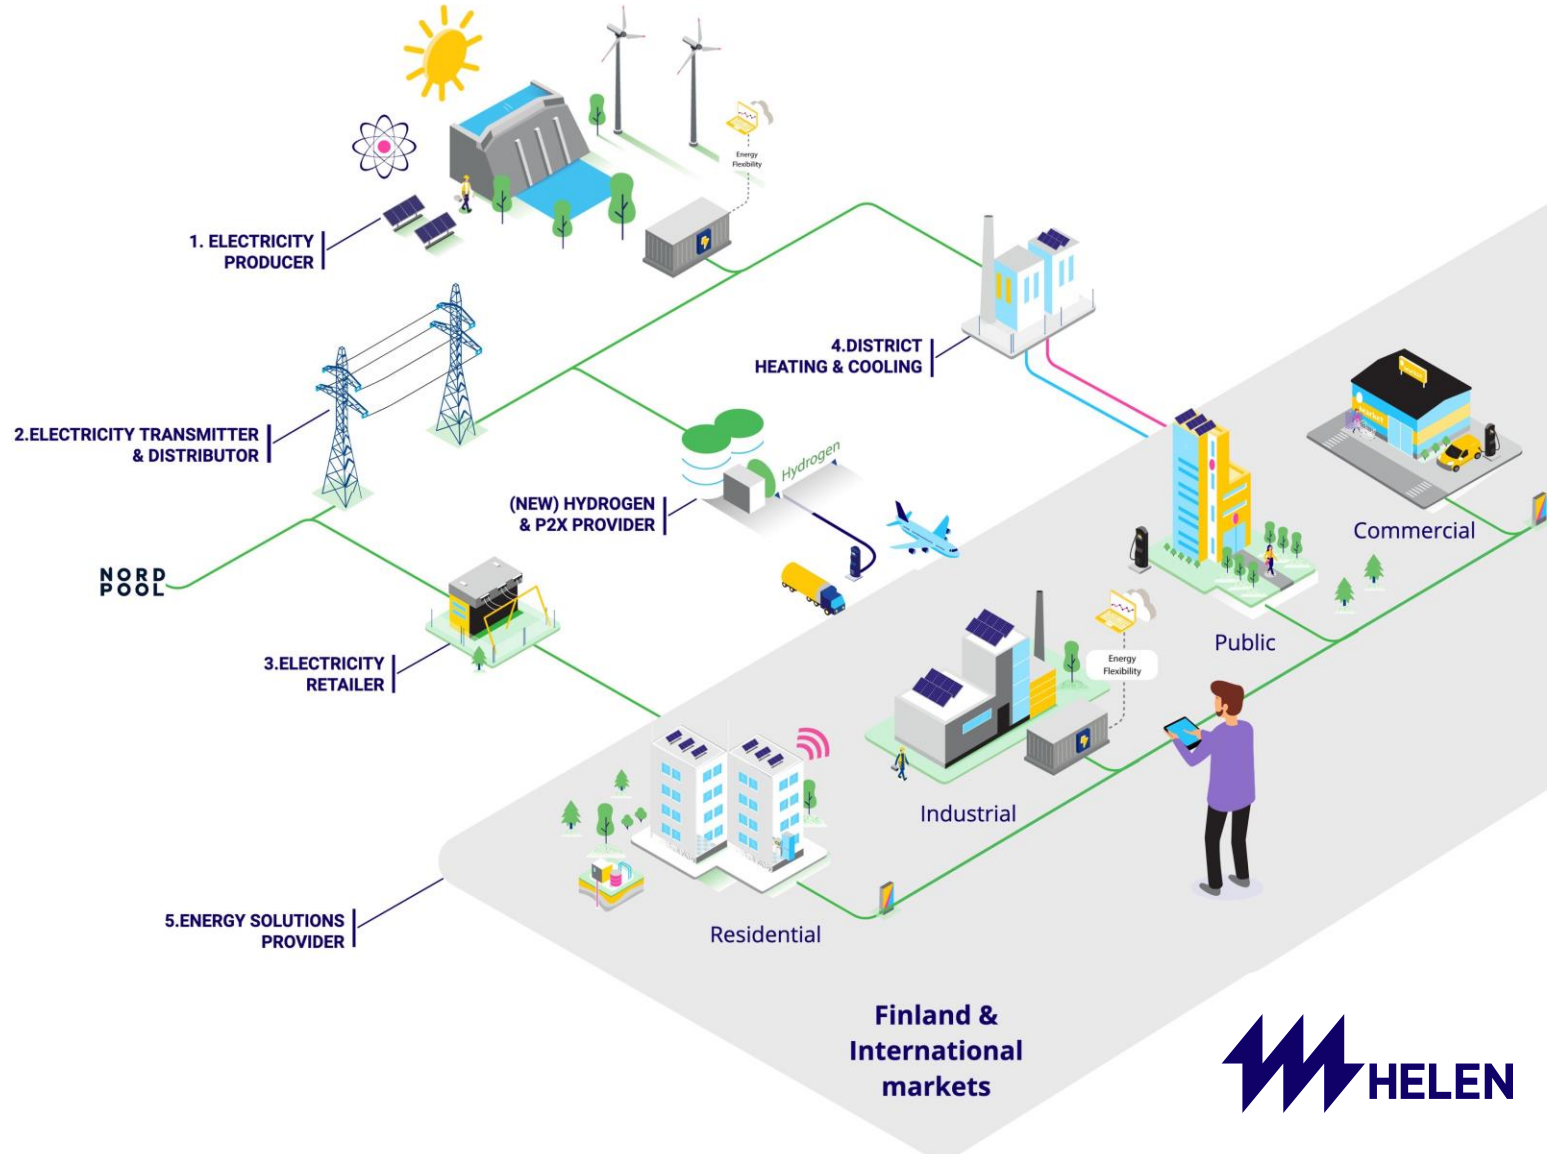 Energy
Flexibility
1. ELECTRICITY
PRODUCER
4.DISTRICT
HEATING & COOLING
2.ELECTRICITY TRANSMITTER
& DISTRIBUTOR
Hydrogen
(NEW) HYDROGEN
& P2X PROVIDER
Market
Commercial
NORD
POOL
Public
3.ELECTRICITY
RETAILER
Energy
Flexibility
Industrial
5.ENERGY SOLUTIONS
PROVIDER
Residential
Finland &
International
markets
HELEN